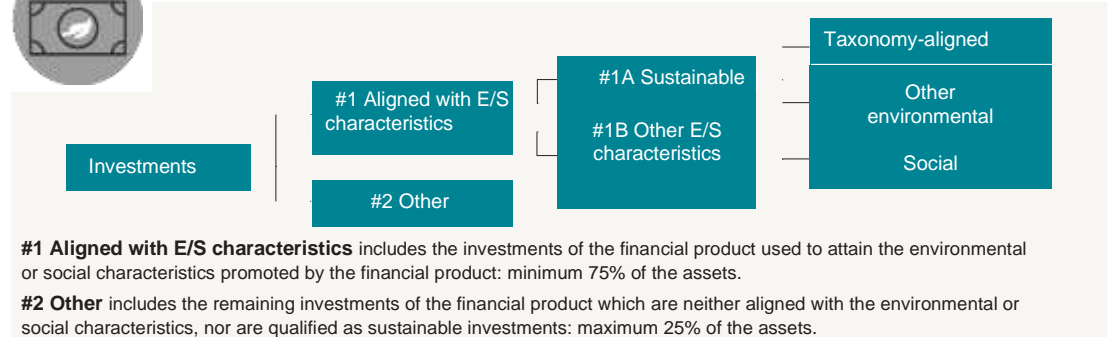 Investments
#1 Aligned with E/S
characteristics
#2 Other
#1A Sustainable
#1B Other E/S
characteristics
Taxonomy-aligned
Other
environmental
Social
#1 Aligned with E/S characteristics includes the investments of the financial product used to attain the environmental
or social characteristics promoted by the financial product: minimum 75% of the assets.
#2 Other includes the remaining investments of the financial product which are neither aligned with the environmental or
social characteristics, nor are qualified as sustainable investments: maximum 25% of the assets.